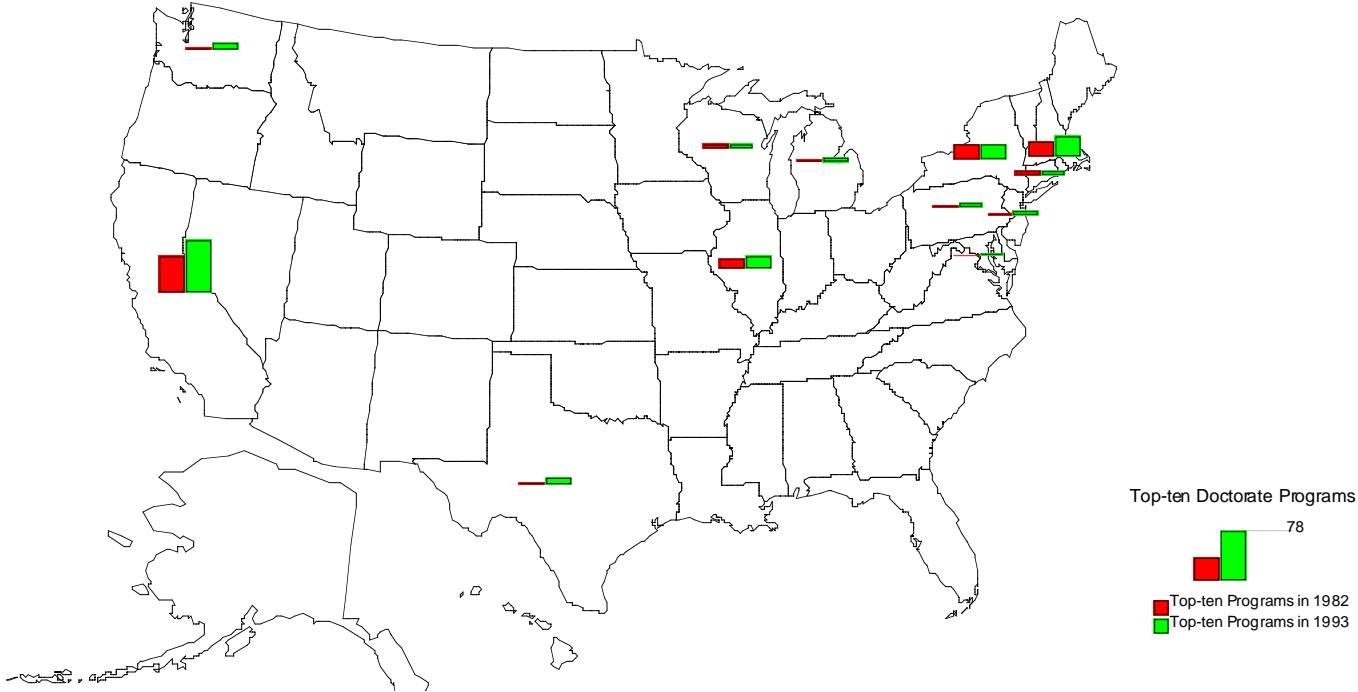 Top-ten Doctorate Programs
78
Top-ten Programs in 1982
Top-ten Programs in 1993